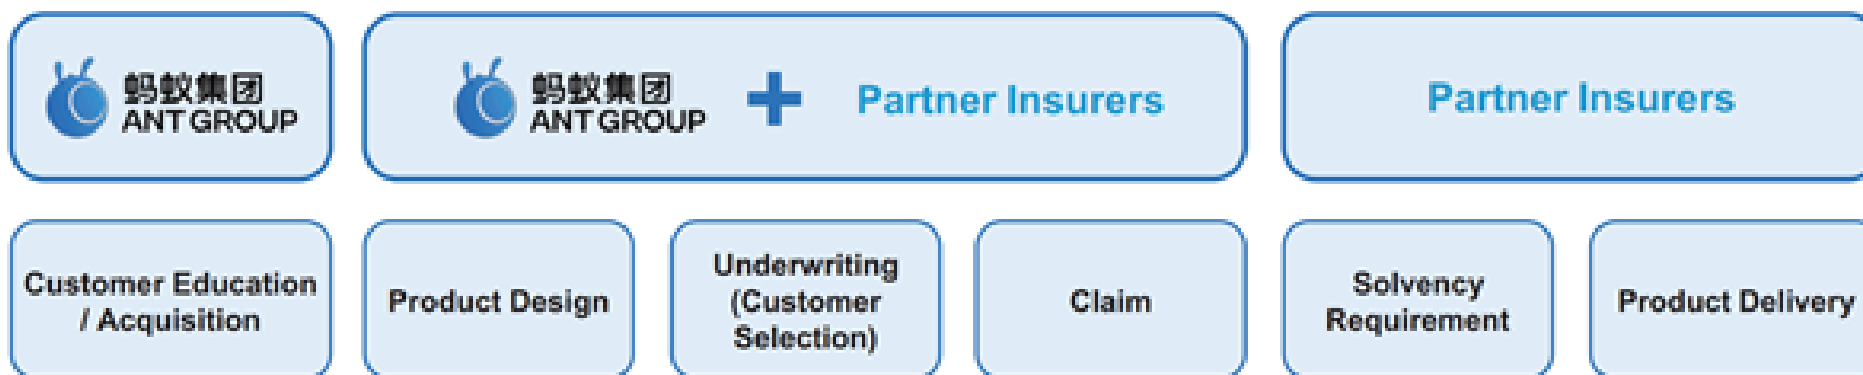 蚂蚁集团
ANT GROUP
蚂蚁集团
ANT GROUP
+
Partner Insurers
Partner Insurers
Customer Education
/ Acquisition
Product Design
Underwriting
(Customer
Selection)
Claim
Solvency
Requirement
Product Delivery